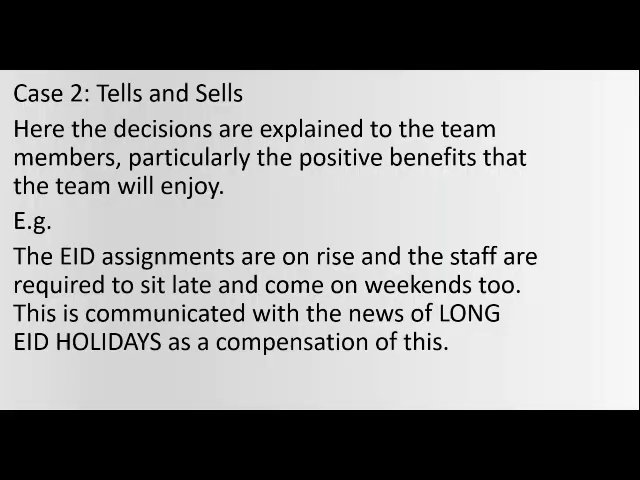 Case 2: Tells and Sells
Here the decisions are explained to the team
members, particularly the positive benefits that
the team will enjoy.
E.g.
The EID assignments are on rise and the staff are
required to sit late and come on weekends too.
This is communicated with the news of LONG
EID HOLIDAYS as a compensation of this.